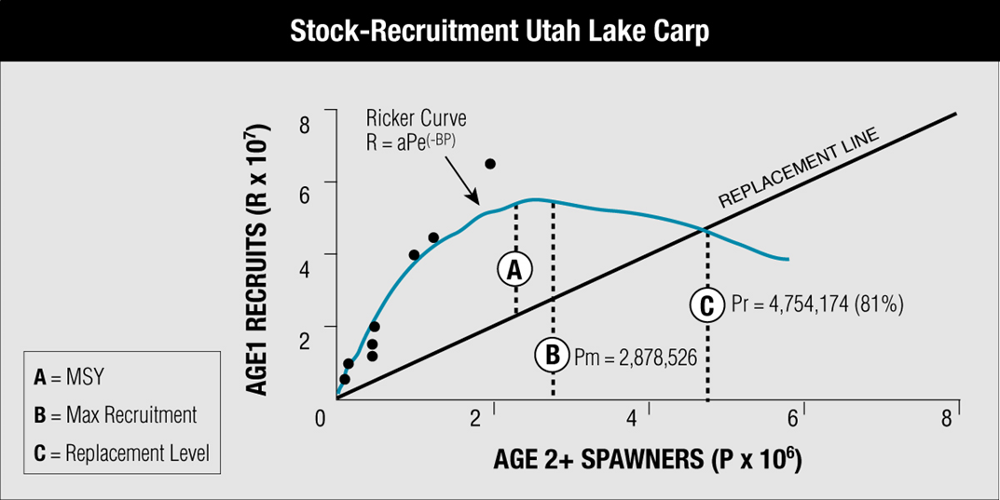 Stock-Recruitment Utah Lake Carp
AGE1 RECRUITS (R x 10⁷)
8
6
4
2
0
2
4
6
8
AGE 2+ SPAWNERS (P x 10⁶)
Ricker Curve
R = aPe(-BP)
REPLACEMENT LINE
A
B
Pm = 2,878,526
C
Pr = 4,754,174 (81%)
A = MSY
B = Max Recruitment
C = Replacement Level